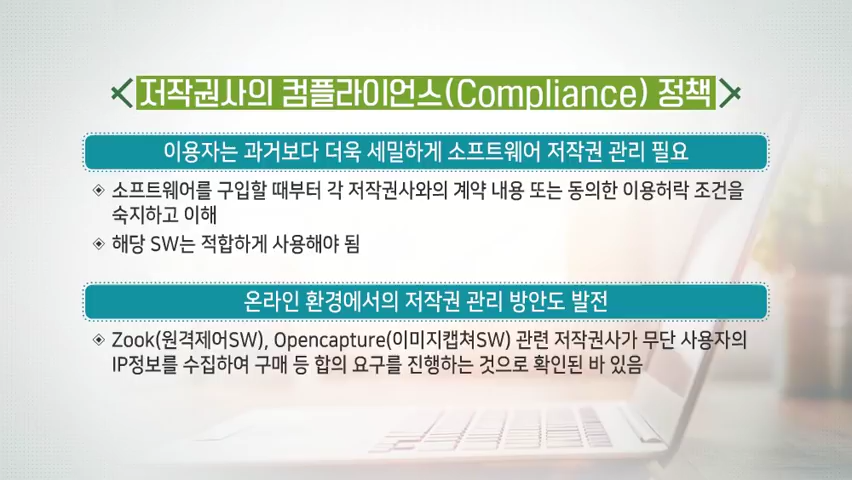 저작권사의 컴플라이언스(Compliance) 정책
이용자는 과거보다 더욱 세밀하게 소프트웨어 저작권 관리 필요
소프트웨어를 구입할 때부터 각 저작권사와의 계약 내용 또는 동의한 이용허락 조건을
숙지하고 이해
해당 SW는 적합하게 사용해야 됨
온라인 환경에서의 저작권 관리 방안도 발전
Zook(원격제어SW), Opencapture(이미지캡쳐SW) 관련 저작권사가 무단 사용자의
IP정보를 수집하여 구매 등 합의 요구를 진행하는 것으로 확인된 바 있음